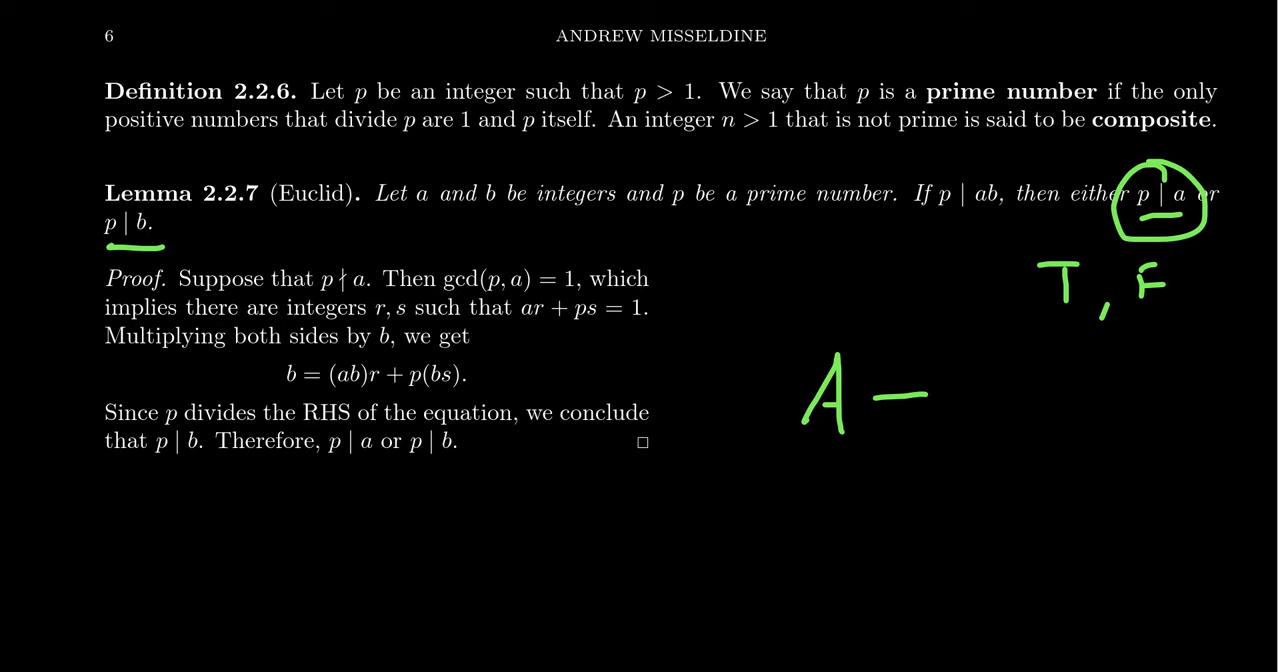 6 ANDREW MISSELDINE
Definition 2.2.6. Let p be an integer such that p > 1. We say that p is a prime number if the only
positive numbers that divide p are 1 and p itself. An integer n > 1 that is not prime is said to be composite.
Lemma 2.2.7 (Euclid). Let a and b be integers and p be a prime number. If p | ab, then either p | a or
p | b.
T, F
Proof. Suppose that p ∤ a. Then gcd(p, a) = 1, which
implies there are integers r, s such that ar + ps = 1.
Multiplying both sides by b, we get
b = (ab)r + p(bs).
A —
Since p divides the RHS of the equation, we conclude
that p | b. Therefore, p | a or p | b. □